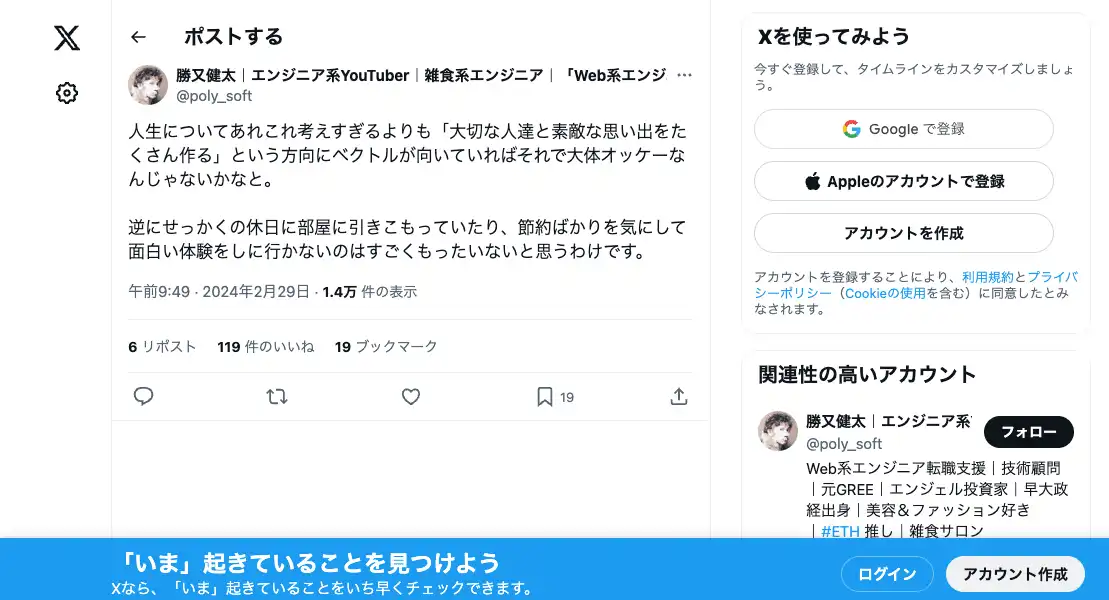 ポストする
勝又健太｜エンジニア系YouTuber｜雑食系エンジニア｜「Web系エンジ
@poly_soft
人生についてあれこれ考えすぎるよりも「大切な人達と素敵な思い出をた
くさん作る」という方向にベクトルが向いていればそれで大体オッケーな
んじゃないかなと。
逆にせっかくの休日に部屋に引きこもっていたり、節約ばかりを気にして
面白い体験をしに行かないのはすごくもったいないと思うわけです。
午前9:49 · 2024年2月29日 · 1.4万 件の表示
6 リポスト 119 件のいいね 19 ブックマーク
19
Xを使ってみよう
今すぐ登録して、タイムラインをカスタマイズしましょ
う。
Google で登録
Appleのアカウントで登録
アカウントを作成
アカウントを登録することにより、利用規約とプライバ
シーポリシー（Cookieの使用を含む）に同意したとみ
なされます。
関連性の高いアカウント
勝又健太｜エンジニア系
@poly_soft
フォロー
Web系エンジニア転職支援｜技術顧問
｜元GREE｜エンジェル投資家｜早大政
経出身｜美容＆ファッション好き
｜#ETH 推し｜雑食サロン
「いま」起きていることを見つけよう
Xなら、「いま」起きていることをいち早くチェックできます。
ログイン
アカウント作成